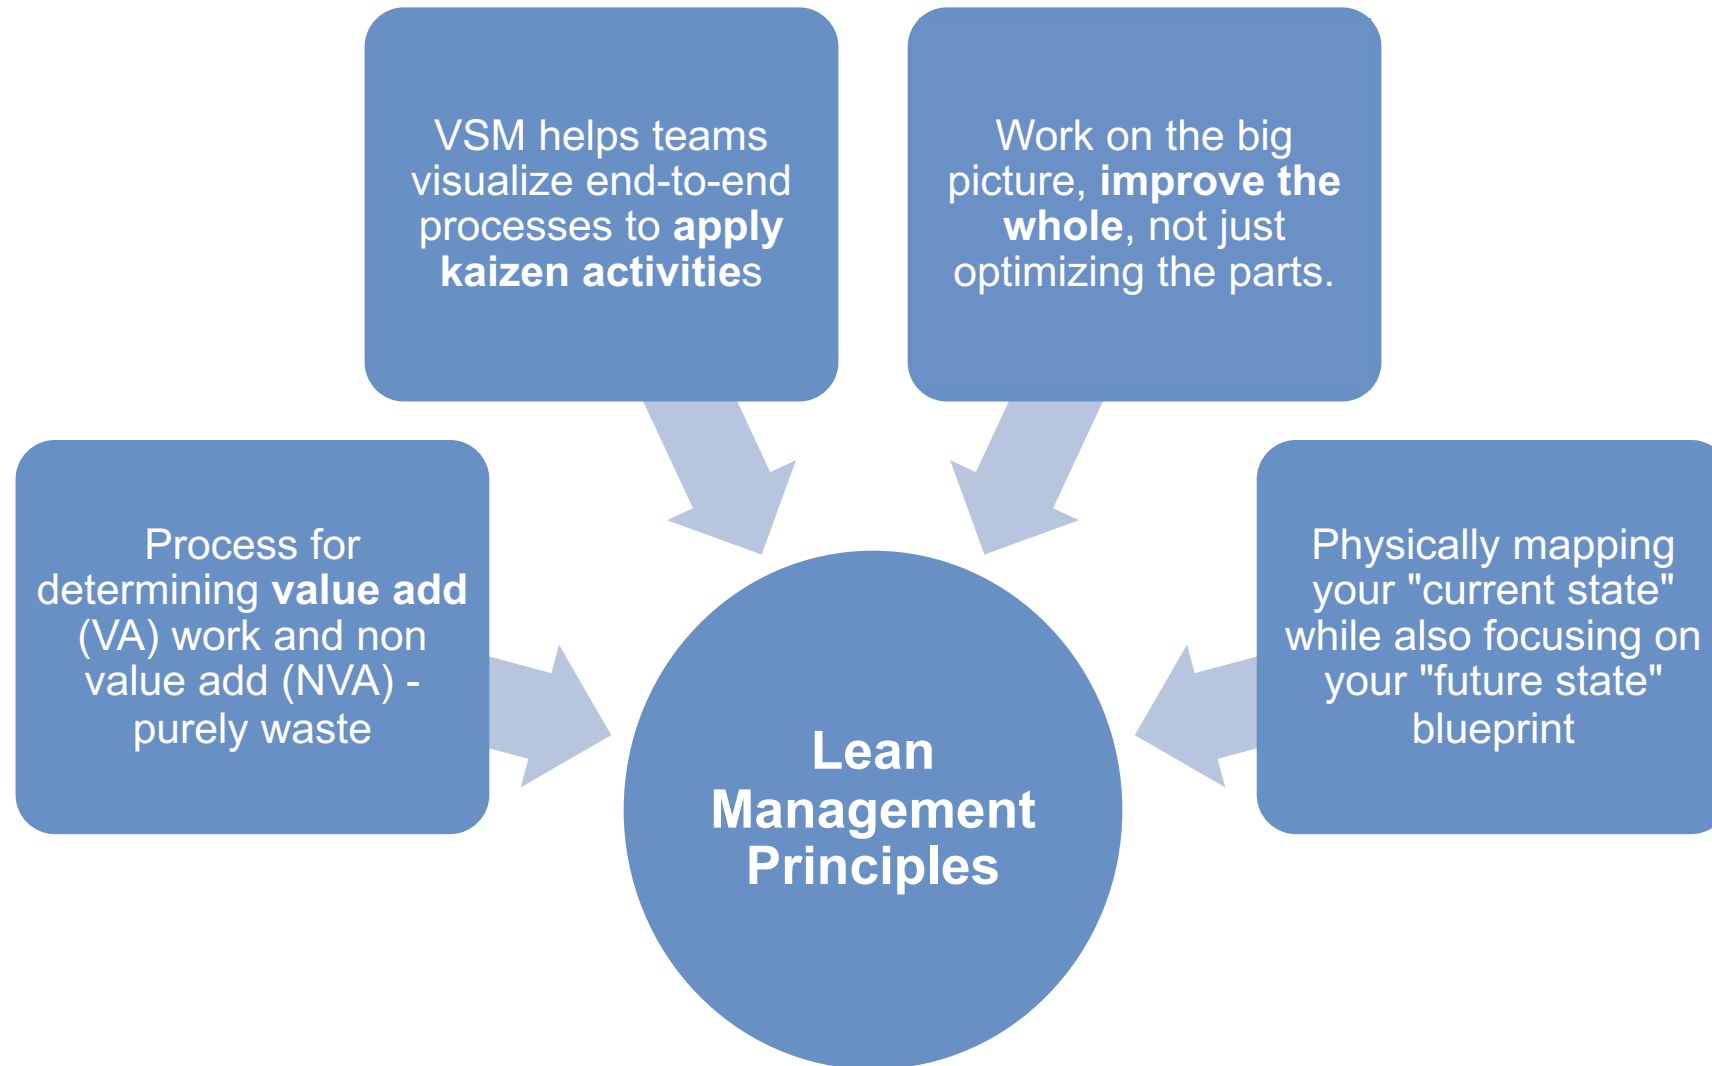 VSM helps teams
visualize end-to-end
processes to apply
kaizen activities
Work on the big
picture, improve the
whole, not just
optimizing the parts.
Process for
determining value add
(VA) work and non
value add (NVA) -
purely waste
Physically mapping
your "current state"
while also focusing on
your "future state"
blueprint
Lean
Management
Principles